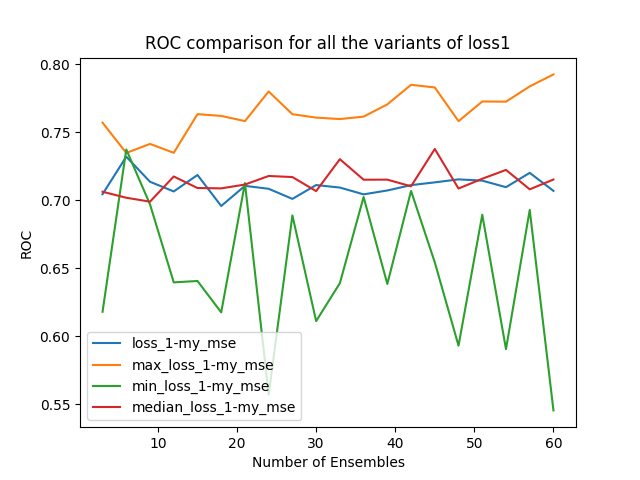 ROC comparison for all the variants of loss1
0.80
0.75
0.70
0.65
0.60
0.55
ROC
loss_1-my_mse
max_loss_1-my_mse
min_loss_1-my_mse
median_loss_1-my_mse
10 20 30 40 50 60
Number of Ensembles